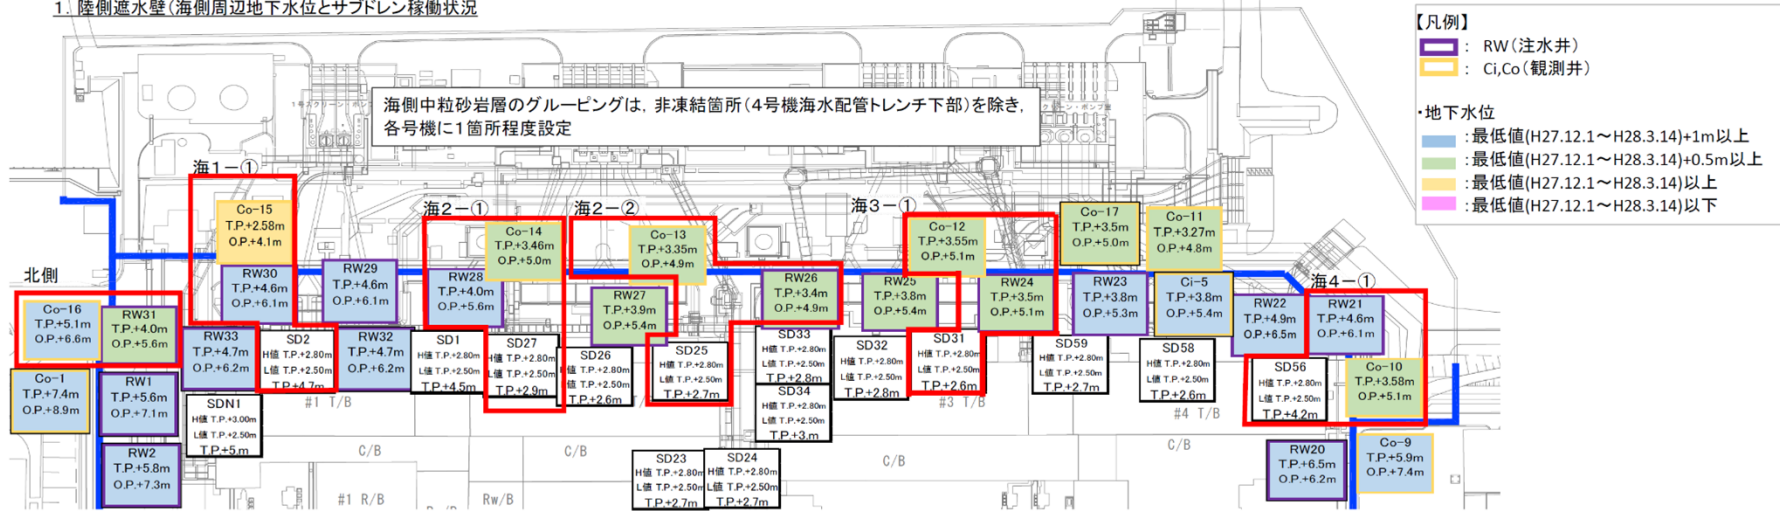 1. 陸側遮水壁(海側周辺地下水位とサブドレン稼働状況
【凡例】
: RW(注水井)
: Ci,Co(観測井)
・地下水位
:最低値(H27.12.1～H28.3.14)+1m以上
:最低値(H27.12.1～H28.3.14)+0.5m以上
:最低値(H27.12.1～H28.3.14)以上
:最低値(H27.12.1～H28.3.14)以下
海側中粒砂岩層のグルーピングは，非凍結箇所(4号機海水配管トレンチ下部)を除き，
各号機に1箇所程度設定
海1－①
Co-15
T.P.+2.58m
O.P.+4.1m
海2－①
Co-14
T.P.+3.46m
O.P.+5.0m
海2－②
Co-13
T.P.+3.35m
O.P.+4.9m
海3－①
Co-12
T.P.+3.55m
O.P.+5.1m
Co-17
T.P.+3.5m
O.P.+5.0m
Co-11
T.P.+3.27m
O.P.+4.8m
北側
Co-16
T.P.+5.1m
O.P.+6.6m
RW31
T.P.+4.0m
O.P.+5.6m
RW30
T.P.+4.6m
O.P.+6.1m
RW29
T.P.+4.6m
O.P.+6.1m
RW28
T.P.+4.0m
O.P.+5.6m
RW27
T.P.+3.9m
O.P.+5.4m
RW26
T.P.+3.4m
O.P.+4.9m
RW25
T.P.+3.8m
O.P.+5.4m
RW24
T.P.+3.5m
O.P.+5.1m
RW23
T.P.+3.8m
O.P.+5.3m
Ci-5
T.P.+3.8m
O.P.+5.4m
RW22
T.P.+4.9m
O.P.+6.5m
海4－①
RW21
T.P.+4.6m
O.P.+6.1m
RW33
T.P.+4.7m
O.P.+6.2m
SD2
H値 T.P.+2.80m
L値 T.P.+2.50m
T.P.+4.7m
RW32
T.P.+4.7m
O.P.+6.2m
SD1
H値 T.P.+2.80m
L値 T.P.+2.50m
T.P.+4.5m
SD27
H値 T.P.+2.80m
L値 T.P.+2.50m
T.P.+2.9m
SD26
H値 T.P.+2.80m
L値 T.P.+2.50m
T.P.+2.6m
SD25
H値 T.P.+2.80m
L値 T.P.+2.50m
T.P.+2.7m
SD33
H値 T.P.+2.80m
L値 T.P.+2.50m
T.P.+2.8m
SD32
H値 T.P.+2.80m
L値 T.P.+2.50m
T.P.+2.8m
SD31
H値 T.P.+2.80m
L値 T.P.+2.50m
T.P.+2.6m
SD59
H値 T.P.+2.80m
L値 T.P.+2.50m
T.P.+2.7m
SD58
H値 T.P.+2.80m
L値 T.P.+2.50m
T.P.+2.6m
SD56
H値 T.P.+2.80m
L値 T.P.+2.50m
T.P.+4.2m
Co-10
T.P.+3.58m
O.P.+5.1m
Co-1
T.P.+7.4m
O.P.+8.9m
RW1
T.P.+5.6m
O.P.+7.1m
SDN1
H値 T.P.+3.00m
L値 T.P.+2.50m
T.P.+5.m
#1 T/B
SD34
H値 T.P.+2.80m
L値 T.P.+2.50m
T.P.+3.m
#3 T/B
#4 T/B
RW2
T.P.+5.8m
O.P.+7.3m
C/B
C/B
SD23
H値 T.P.+2.80m
L値 T.P.+2.50m
T.P.+2.7m
SD24
H値 T.P.+2.80m
L値 T.P.+2.50m
T.P.+2.7m
C/B
C/B
RW20
T.P.+6.5m
O.P.+6.2m
Co-9
T.P.+5.9m
O.P.+7.4m
#1 R/B
Rw/B